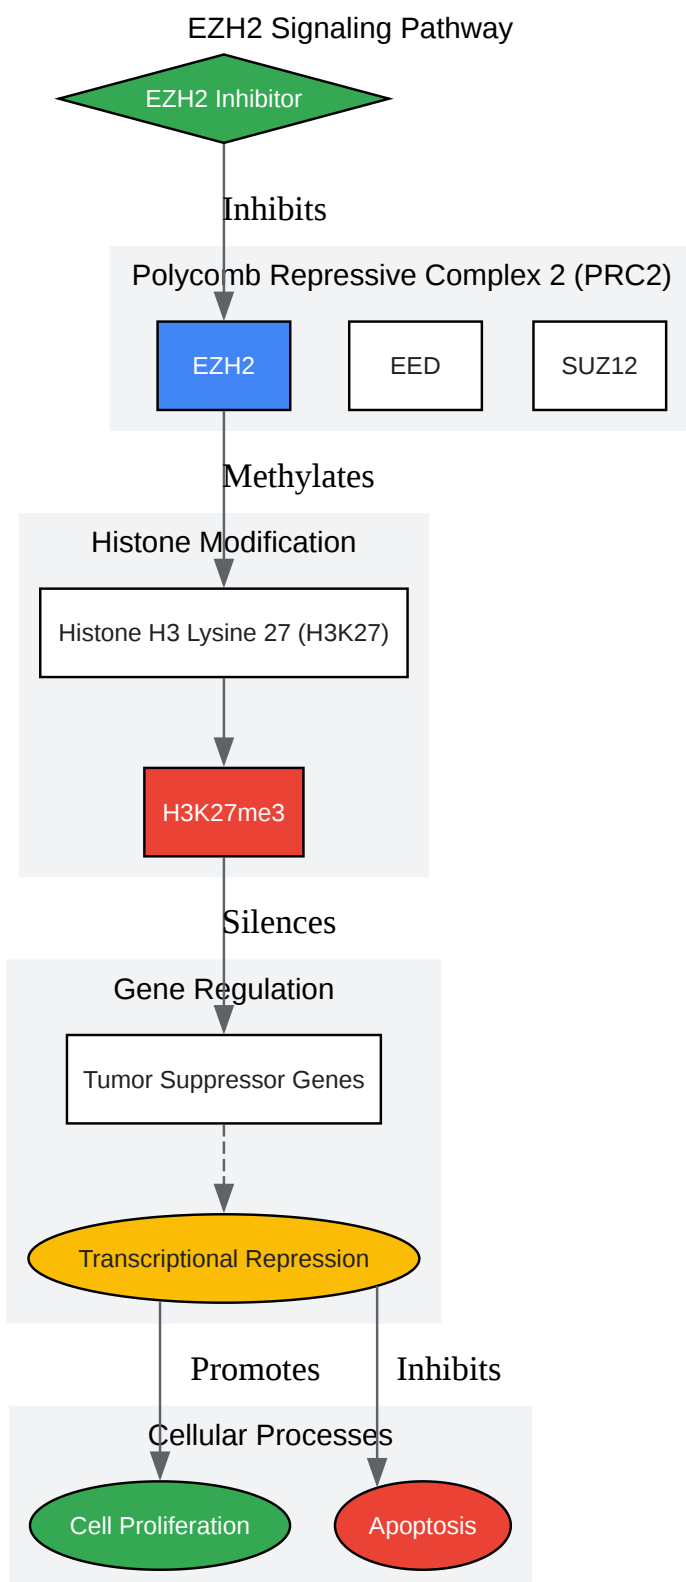 EZH2 Signaling Pathway
EZH2 Inhibitor
Inhibits
Polycomb Repressive Complex 2 (PRC2)
EZH2
EED
SUZ12
Methylates
Histone Modification
Histone H3 Lysine 27 (H3K27)
H3K27me3
Silences
Gene Regulation
Tumor Suppressor Genes
Transcriptional Repression
Promotes
Inhibits
Cellular Processes
Cell Proliferation
Apoptosis